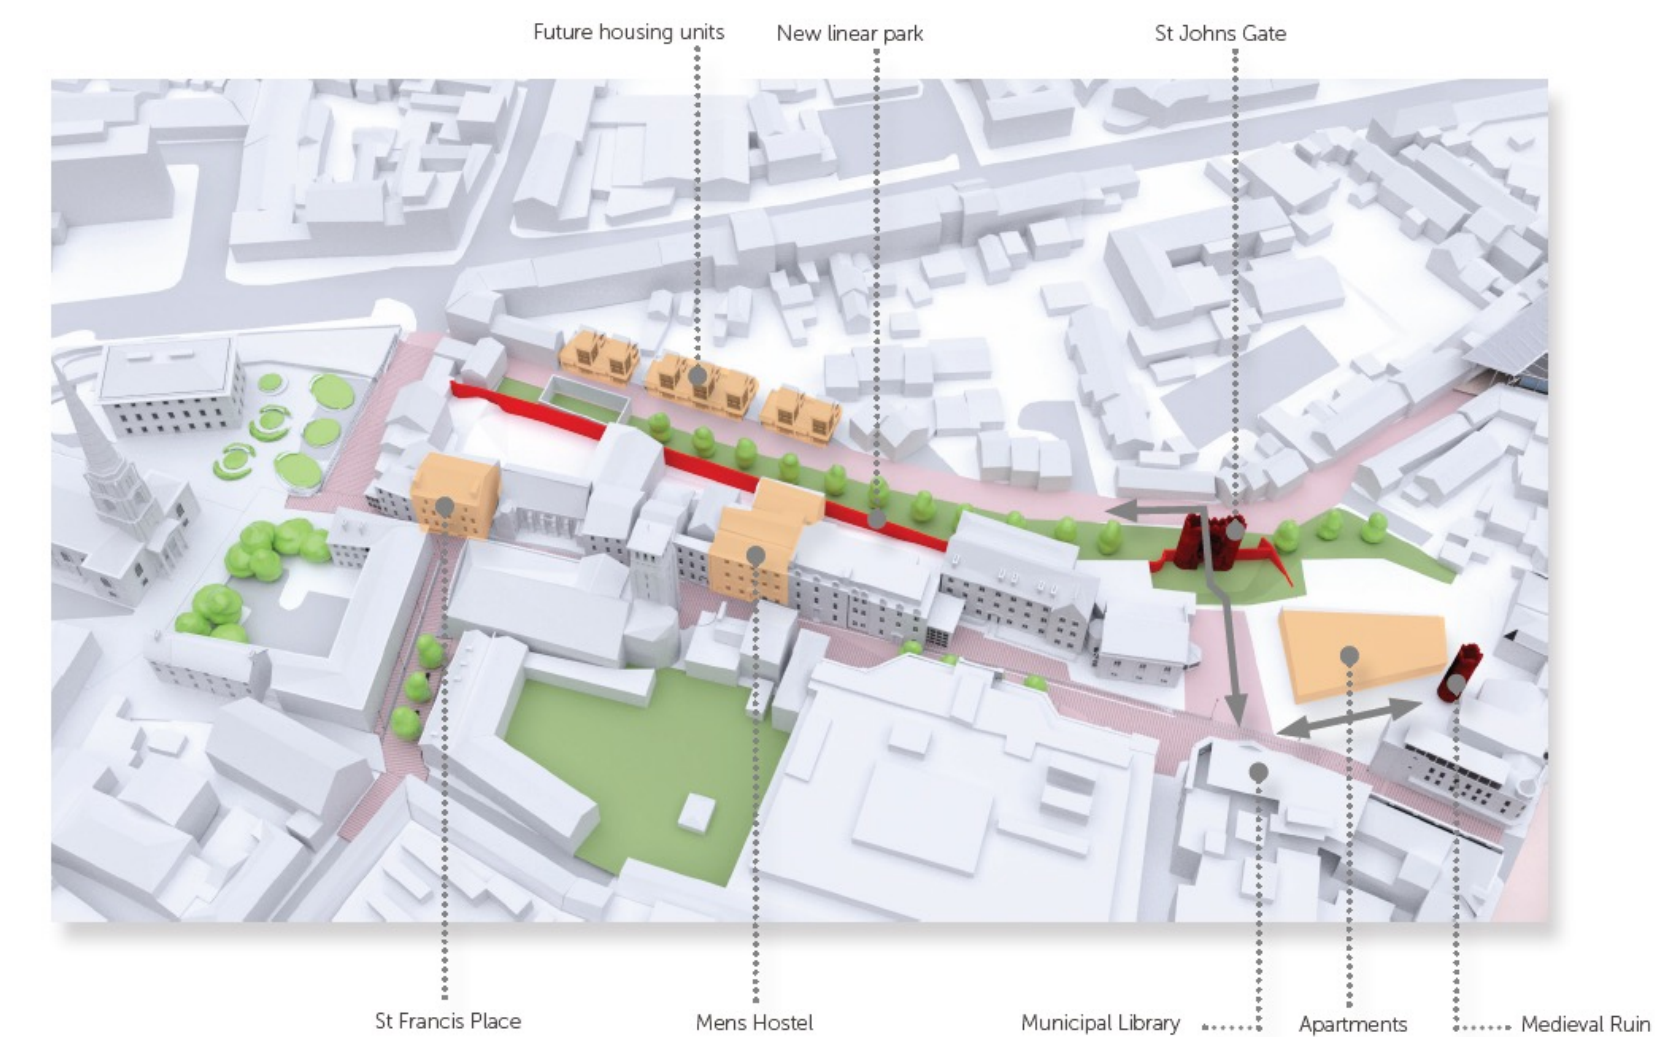 Future housing units
New linear park
St Johns Gate
St Francis Place
Mens Hostel
Municipal Library
Apartments
Medieval Ruin